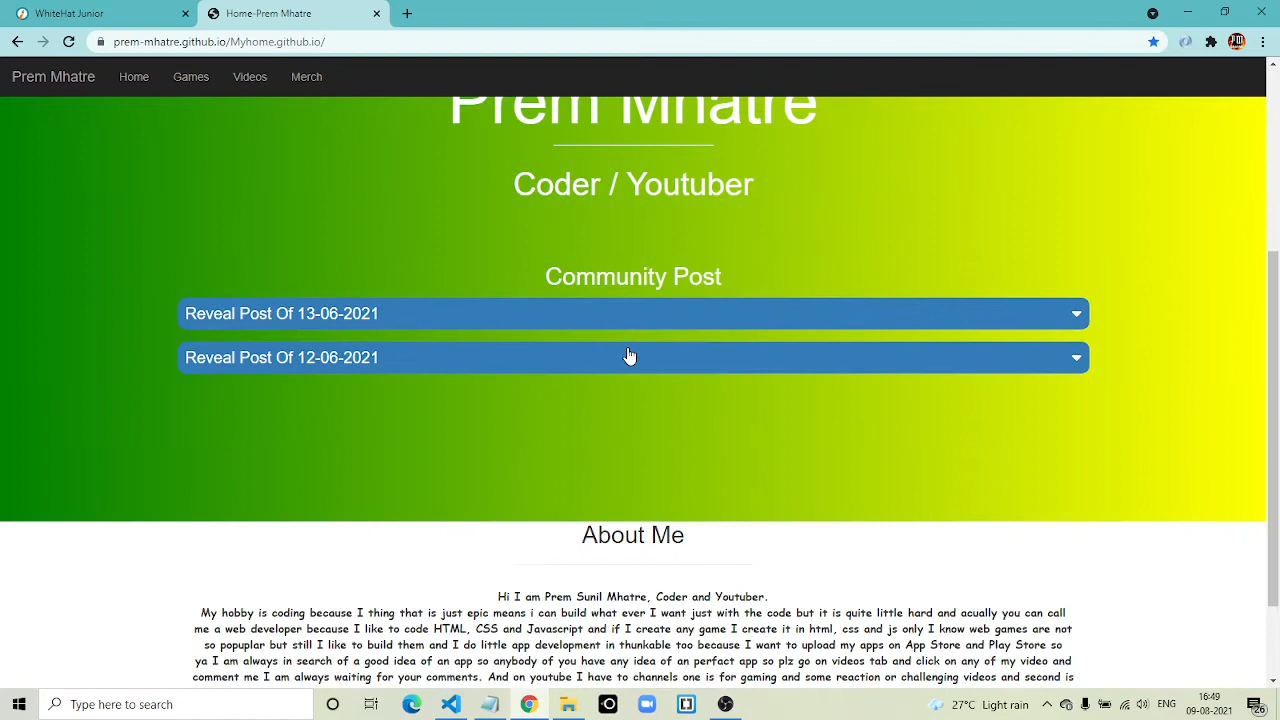 WhiteHat Junior
Home-Prem Mhatre
prem-mhatre.github.io/Myhome.github.io/
Prem Mhatre Home Games Videos Merch
Prem Mhatre
Coder / Youtuber
Community Post
Reveal Post Of 13-06-2021
Reveal Post Of 12-06-2021
About Me
Hi I am Prem Sunil Mhatre, Coder and Youtuber.
My hobby is coding because I thing that is just epic means i can build what ever I want just with the code but it is quite little hard and acually you can call
me a web developer because I like to code HTML, CSS and Javascript and if I create any game I create it in html, css and js only I know web games are not
so popuplar but still I like to build them and I do little app development in thunkable too because I want to upload my apps on App Store and Play Store so
ya I am always in search of a good idea of an app so anybody of you have any idea of an perfact app so plz go on videos tab and click on any of my video and
comment me I am always waiting for your comments. And on youtube I have to channels one is for gaming and some reaction or challenging videos and second is
Type here to search
27°C Light rain
ENG
16:49
09-08-2021
26